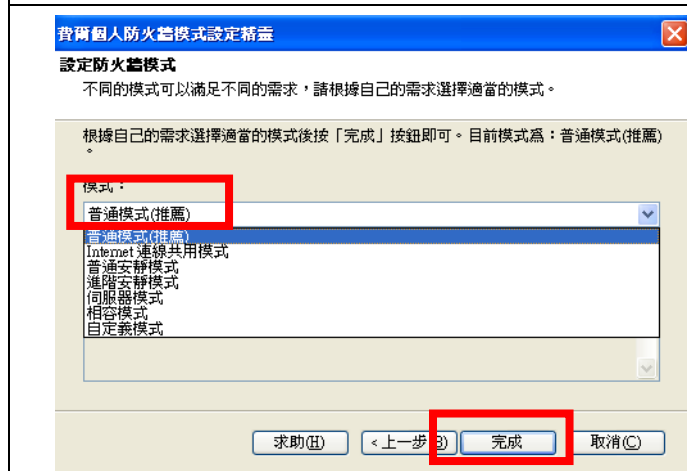 費爾個人防火牆模式設定精靈
設定防火牆模式
不同的模式可以滿足不同的需求，請根據自己的需求選擇適當的模式。
根據自己的需求選擇適當的模式後按「完成」按鈕即可。目前模式為：普通模式(推薦)
。
模式：
普通模式(推薦)
普通模式(推薦)
Internet 連線共用模式
普通安靜模式
進階安靜模式
伺服器模式
相容模式
自定義模式
求助(H) <上一步(B) 完成 取消(C)